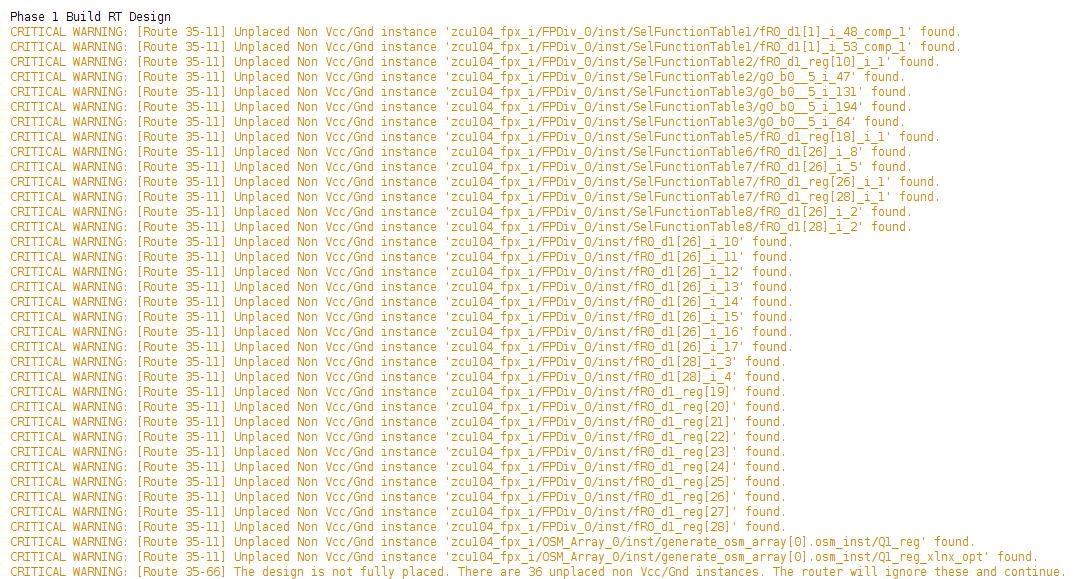 Phase 1 Build RT Design
CRITICAL WARNING: [Route 35-11] Unplaced Non Vcc/Gnd instance 'zcu104_fpx_i/FPDiv_0/inst/SelFunctionTable1/fR0_d1[1]_i_48_comp_1' found.
CRITICAL WARNING: [Route 35-11] Unplaced Non Vcc/Gnd instance 'zcu104_fpx_i/FPDiv_0/inst/SelFunctionTable1/fR0_d1[1]_i_53_comp_1' found.
CRITICAL WARNING: [Route 35-11] Unplaced Non Vcc/Gnd instance 'zcu104_fpx_i/FPDiv_0/inst/SelFunctionTable2/fR0_d1_reg[10]_i_1' found.
CRITICAL WARNING: [Route 35-11] Unplaced Non Vcc/Gnd instance 'zcu104_fpx_i/FPDiv_0/inst/SelFunctionTable2/g0_b0__5_i_47' found.
CRITICAL WARNING: [Route 35-11] Unplaced Non Vcc/Gnd instance 'zcu104_fpx_i/FPDiv_0/inst/SelFunctionTable3/g0_b0__5_i_131' found.
CRITICAL WARNING: [Route 35-11] Unplaced Non Vcc/Gnd instance 'zcu104_fpx_i/FPDiv_0/inst/SelFunctionTable3/g0_b0__5_i_194' found.
CRITICAL WARNING: [Route 35-11] Unplaced Non Vcc/Gnd instance 'zcu104_fpx_i/FPDiv_0/inst/SelFunctionTable3/g0_b0__5_i_64' found.
CRITICAL WARNING: [Route 35-11] Unplaced Non Vcc/Gnd instance 'zcu104_fpx_i/FPDiv_0/inst/SelFunctionTable5/fR0_d1_reg[18]_i_1' found.
CRITICAL WARNING: [Route 35-11] Unplaced Non Vcc/Gnd instance 'zcu104_fpx_i/FPDiv_0/inst/SelFunctionTable6/fR0_d1[26]_i_8' found.
CRITICAL WARNING: [Route 35-11] Unplaced Non Vcc/Gnd instance 'zcu104_fpx_i/FPDiv_0/inst/SelFunctionTable7/fR0_d1[26]_i_5' found.
CRITICAL WARNING: [Route 35-11] Unplaced Non Vcc/Gnd instance 'zcu104_fpx_i/FPDiv_0/inst/SelFunctionTable7/fR0_d1_reg[26]_i_1' found.
CRITICAL WARNING: [Route 35-11] Unplaced Non Vcc/Gnd instance 'zcu104_fpx_i/FPDiv_0/inst/SelFunctionTable7/fR0_d1_reg[28]_i_1' found.
CRITICAL WARNING: [Route 35-11] Unplaced Non Vcc/Gnd instance 'zcu104_fpx_i/FPDiv_0/inst/SelFunctionTable8/fR0_d1[26]_i_2' found.
CRITICAL WARNING: [Route 35-11] Unplaced Non Vcc/Gnd instance 'zcu104_fpx_i/FPDiv_0/inst/SelFunctionTable8/fR0_d1[28]_i_2' found.
CRITICAL WARNING: [Route 35-11] Unplaced Non Vcc/Gnd instance 'zcu104_fpx_i/FPDiv_0/inst/fR0_d1[26]_i_10' found.
CRITICAL WARNING: [Route 35-11] Unplaced Non Vcc/Gnd instance 'zcu104_fpx_i/FPDiv_0/inst/fR0_d1[26]_i_11' found.
CRITICAL WARNING: [Route 35-11] Unplaced Non Vcc/Gnd instance 'zcu104_fpx_i/FPDiv_0/inst/fR0_d1[26]_i_12' found.
CRITICAL WARNING: [Route 35-11] Unplaced Non Vcc/Gnd instance 'zcu104_fpx_i/FPDiv_0/inst/fR0_d1[26]_i_13' found.
CRITICAL WARNING: [Route 35-11] Unplaced Non Vcc/Gnd instance 'zcu104_fpx_i/FPDiv_0/inst/fR0_d1[26]_i_14' found.
CRITICAL WARNING: [Route 35-11] Unplaced Non Vcc/Gnd instance 'zcu104_fpx_i/FPDiv_0/inst/fR0_d1[26]_i_15' found.
CRITICAL WARNING: [Route 35-11] Unplaced Non Vcc/Gnd instance 'zcu104_fpx_i/FPDiv_0/inst/fR0_d1[26]_i_16' found.
CRITICAL WARNING: [Route 35-11] Unplaced Non Vcc/Gnd instance 'zcu104_fpx_i/FPDiv_0/inst/fR0_d1[26]_i_17' found.
CRITICAL WARNING: [Route 35-11] Unplaced Non Vcc/Gnd instance 'zcu104_fpx_i/FPDiv_0/inst/fR0_d1[28]_i_3' found.
CRITICAL WARNING: [Route 35-11] Unplaced Non Vcc/Gnd instance 'zcu104_fpx_i/FPDiv_0/inst/fR0_d1[28]_i_4' found.
CRITICAL WARNING: [Route 35-11] Unplaced Non Vcc/Gnd instance 'zcu104_fpx_i/FPDiv_0/inst/fR0_d1_reg[19]' found.
CRITICAL WARNING: [Route 35-11] Unplaced Non Vcc/Gnd instance 'zcu104_fpx_i/FPDiv_0/inst/fR0_d1_reg[20]' found.
CRITICAL WARNING: [Route 35-11] Unplaced Non Vcc/Gnd instance 'zcu104_fpx_i/FPDiv_0/inst/fR0_d1_reg[21]' found.
CRITICAL WARNING: [Route 35-11] Unplaced Non Vcc/Gnd instance 'zcu104_fpx_i/FPDiv_0/inst/fR0_d1_reg[22]' found.
CRITICAL WARNING: [Route 35-11] Unplaced Non Vcc/Gnd instance 'zcu104_fpx_i/FPDiv_0/inst/fR0_d1_reg[23]' found.
CRITICAL WARNING: [Route 35-11] Unplaced Non Vcc/Gnd instance 'zcu104_fpx_i/FPDiv_0/inst/fR0_d1_reg[24]' found.
CRITICAL WARNING: [Route 35-11] Unplaced Non Vcc/Gnd instance 'zcu104_fpx_i/FPDiv_0/inst/fR0_d1_reg[25]' found.
CRITICAL WARNING: [Route 35-11] Unplaced Non Vcc/Gnd instance 'zcu104_fpx_i/FPDiv_0/inst/fR0_d1_reg[26]' found.
CRITICAL WARNING: [Route 35-11] Unplaced Non Vcc/Gnd instance 'zcu104_fpx_i/FPDiv_0/inst/fR0_d1_reg[27]' found.
CRITICAL WARNING: [Route 35-11] Unplaced Non Vcc/Gnd instance 'zcu104_fpx_i/FPDiv_0/inst/fR0_d1_reg[28]' found.
CRITICAL WARNING: [Route 35-11] Unplaced Non Vcc/Gnd instance 'zcu104_fpx_i/OSM_Array_0/inst/generate_osm_array[0].osm_inst/Q1_reg' found.
CRITICAL WARNING: [Route 35-11] Unplaced Non Vcc/Gnd instance 'zcu104_fpx_i/OSM_Array_0/inst/generate_osm_array[0].osm_inst/Q1_reg_xlnx_opt' found.
CRITICAL WARNING: [Route 35-66] The design is not fully placed. There are 36 unplaced non Vcc/Gnd instances. The router will ignore these and continue.